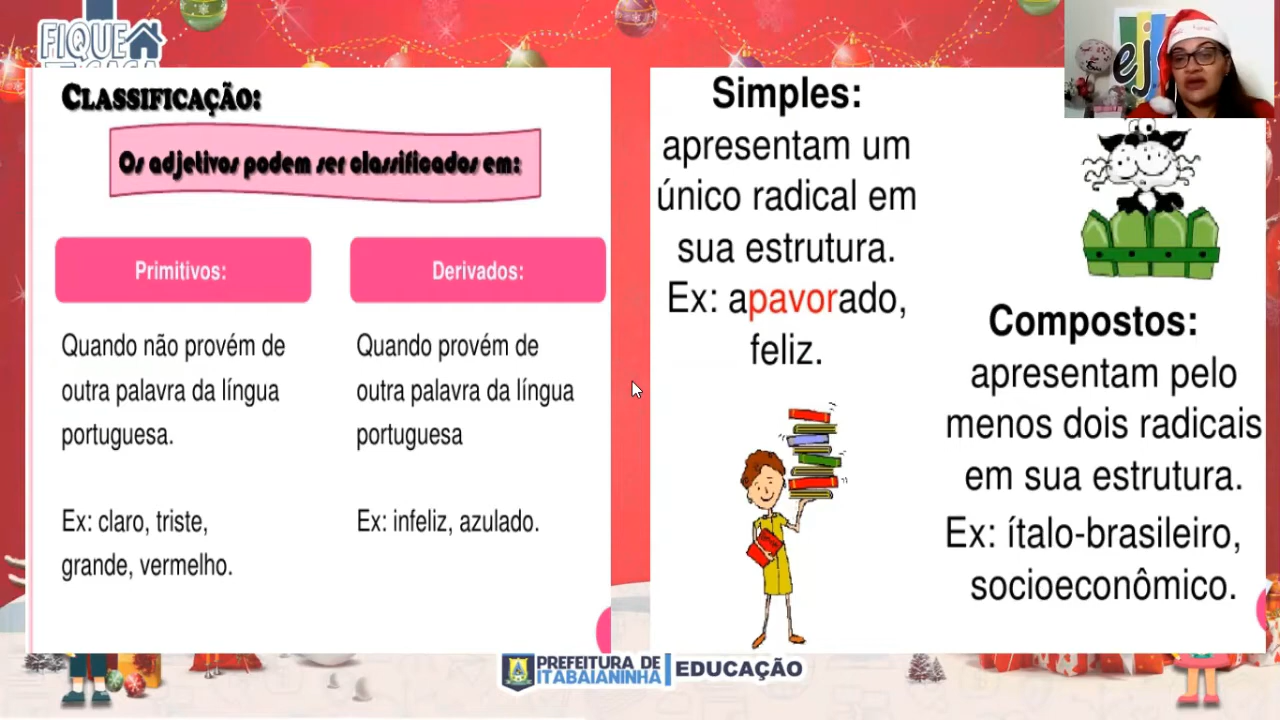 FIQUE
CLASSIFICAÇÃO:
Os adjetivos podem ser classificados em:
Primitivos:
Quando não provém de
outra palavra da língua
portuguesa.
Ex: claro, triste,
grande, vermelho.
Derivados:
Quando provém de
outra palavra da língua
portuguesa
Ex: infeliz, azulado.
Simples:
apresentam um
único radical em
sua estrutura.
Ex: apavorado,
feliz.
eja
Compostos:
apresentam pelo
menos dois radicais
em sua estrutura.
Ex: ítalo-brasileiro,
socioeconômico.
PREFEITURA DE
ITABAIANINHA
EDUCAÇÃO